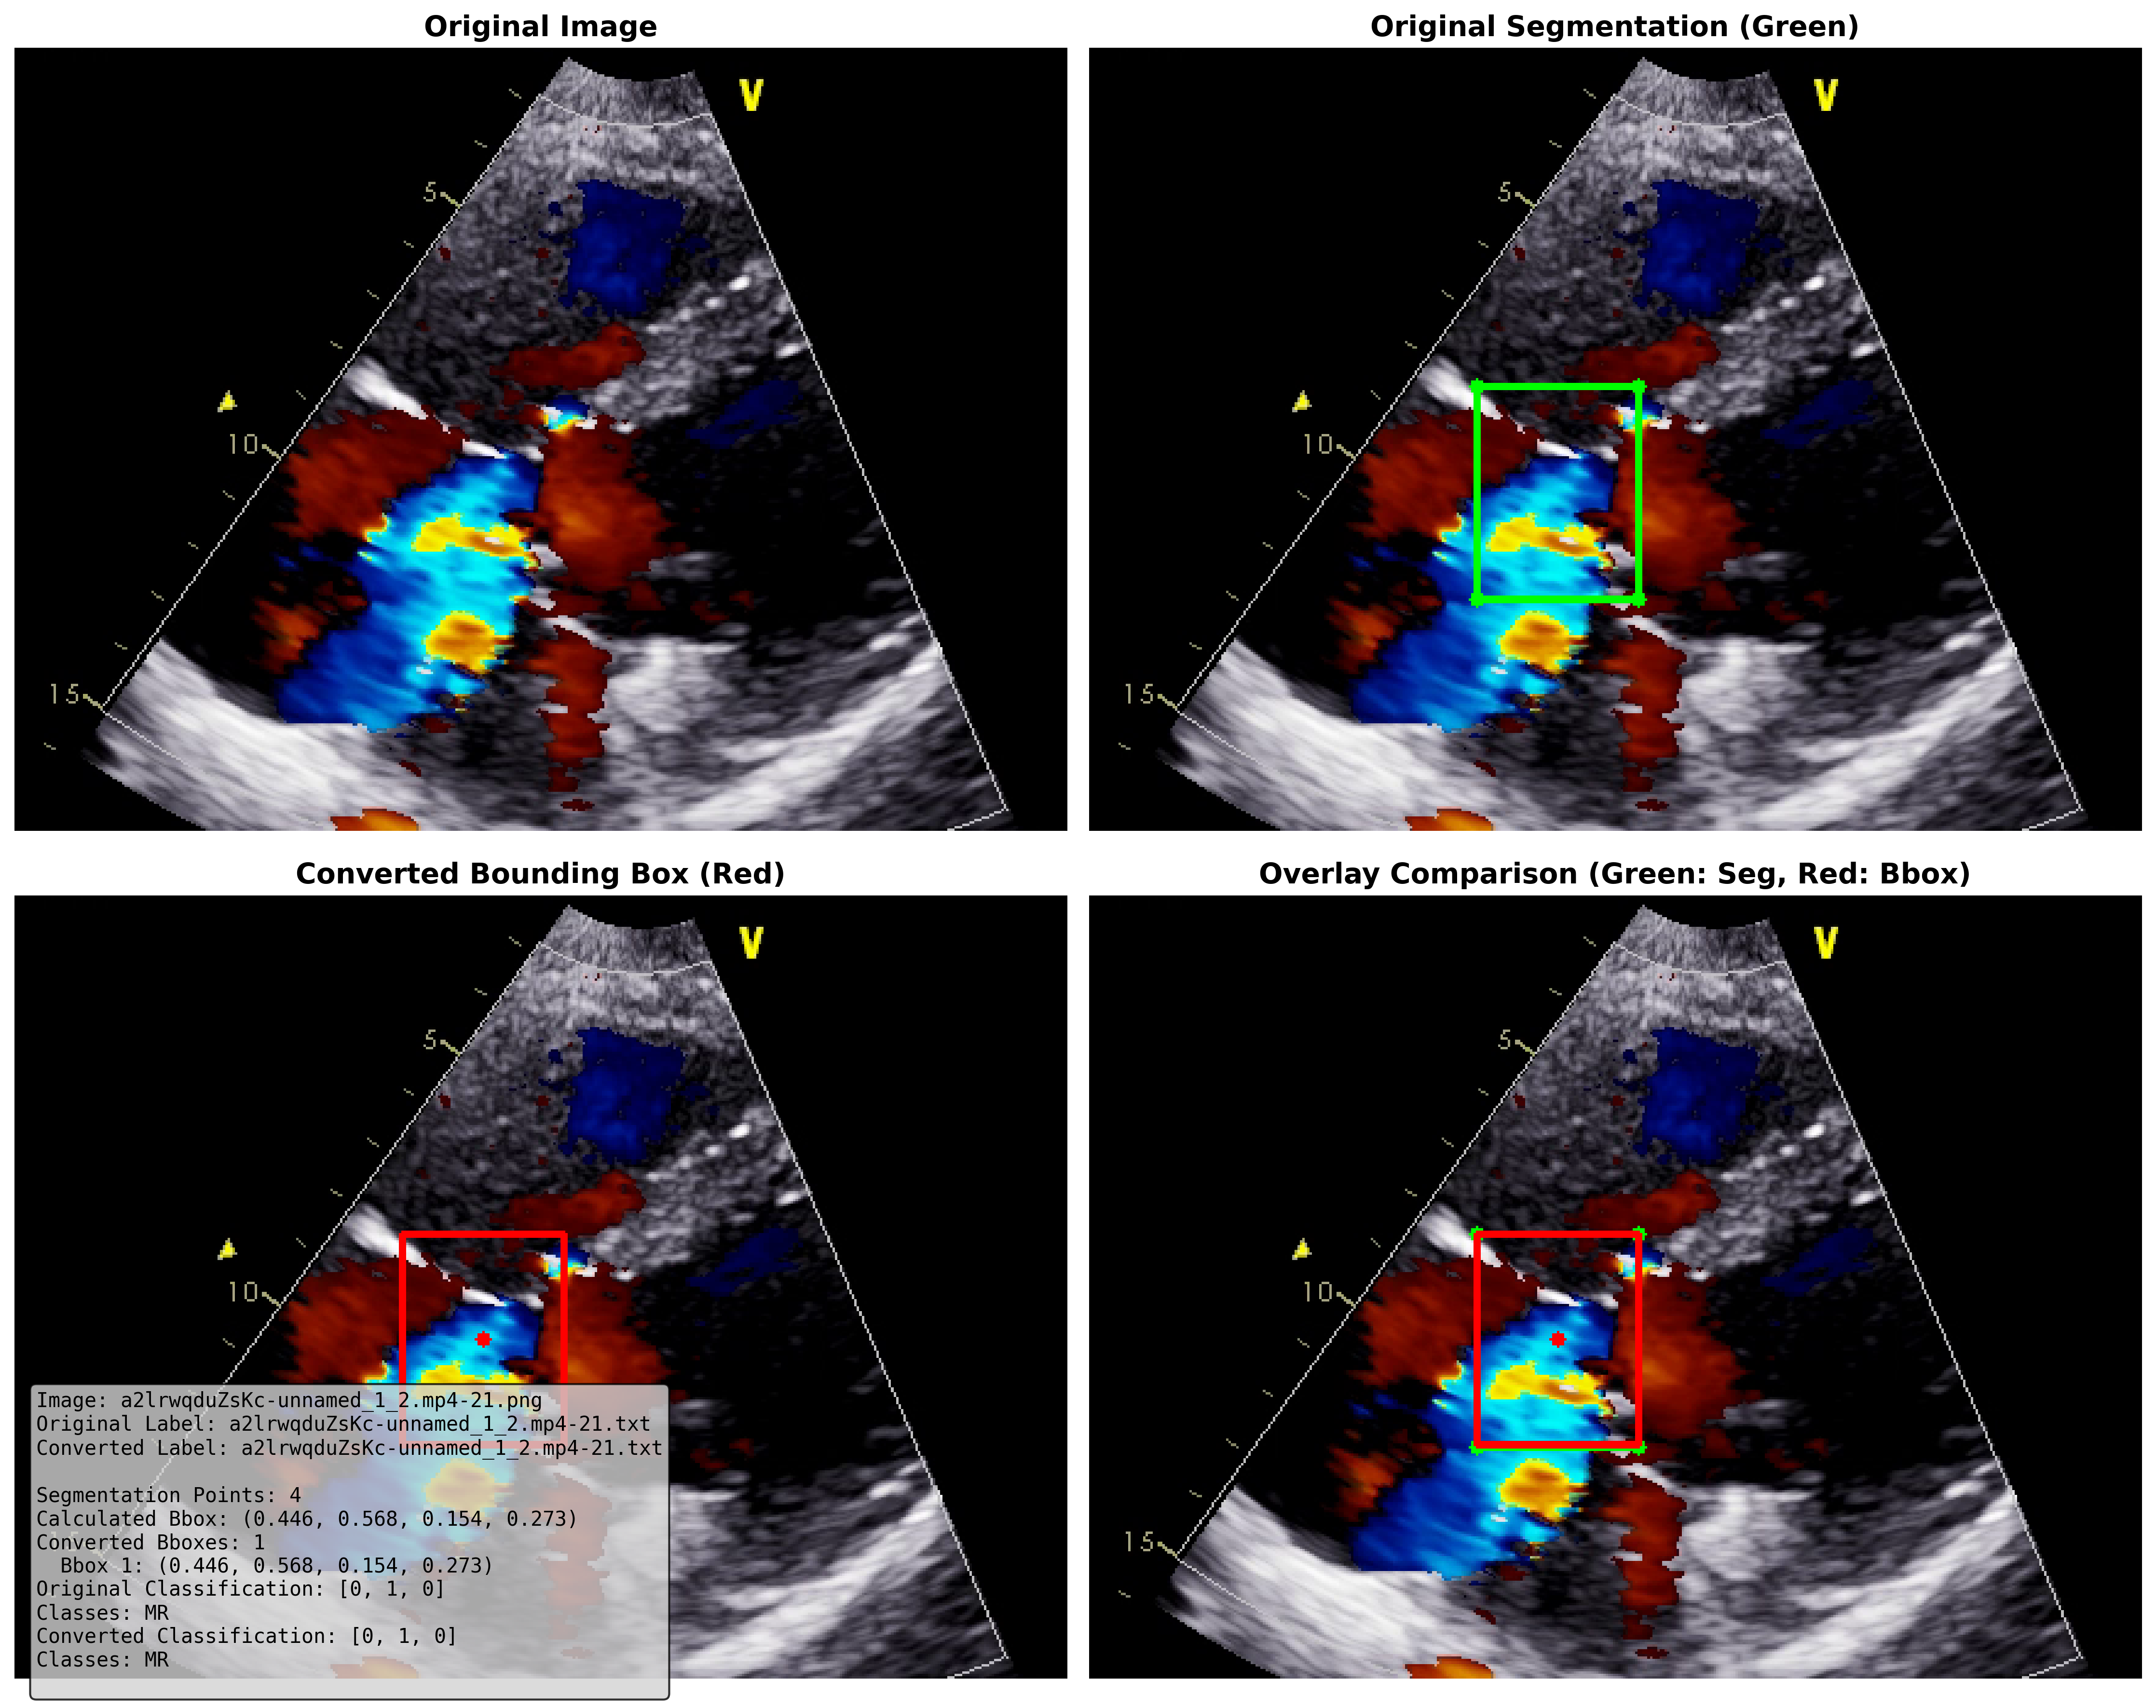 Original Image
Original Segmentation (Green)
V
5
10
15
V
5
10
15
Converted Bounding Box (Red)
Overlay Comparison (Green: Seg, Red: Bbox)
V
5
10
V
5
10
15
Image: a2lrwqduZsKc-unnamed_1_2.mp4-21.png
Original Label: a2lrwqduZsKc-unnamed_1_2.mp4-21.txt
Converted Label: a2lrwqduZsKc-unnamed_1_2.mp4-21.txt
Segmentation Points: 4
Calculated Bbox: (0.446, 0.568, 0.154, 0.273)
Converted Bboxes: 1
Bbox 1: (0.446, 0.568, 0.154, 0.273)
Original Classification: [0, 1, 0]
Classes: MR
Converted Classification: [0, 1, 0]
Classes: MR